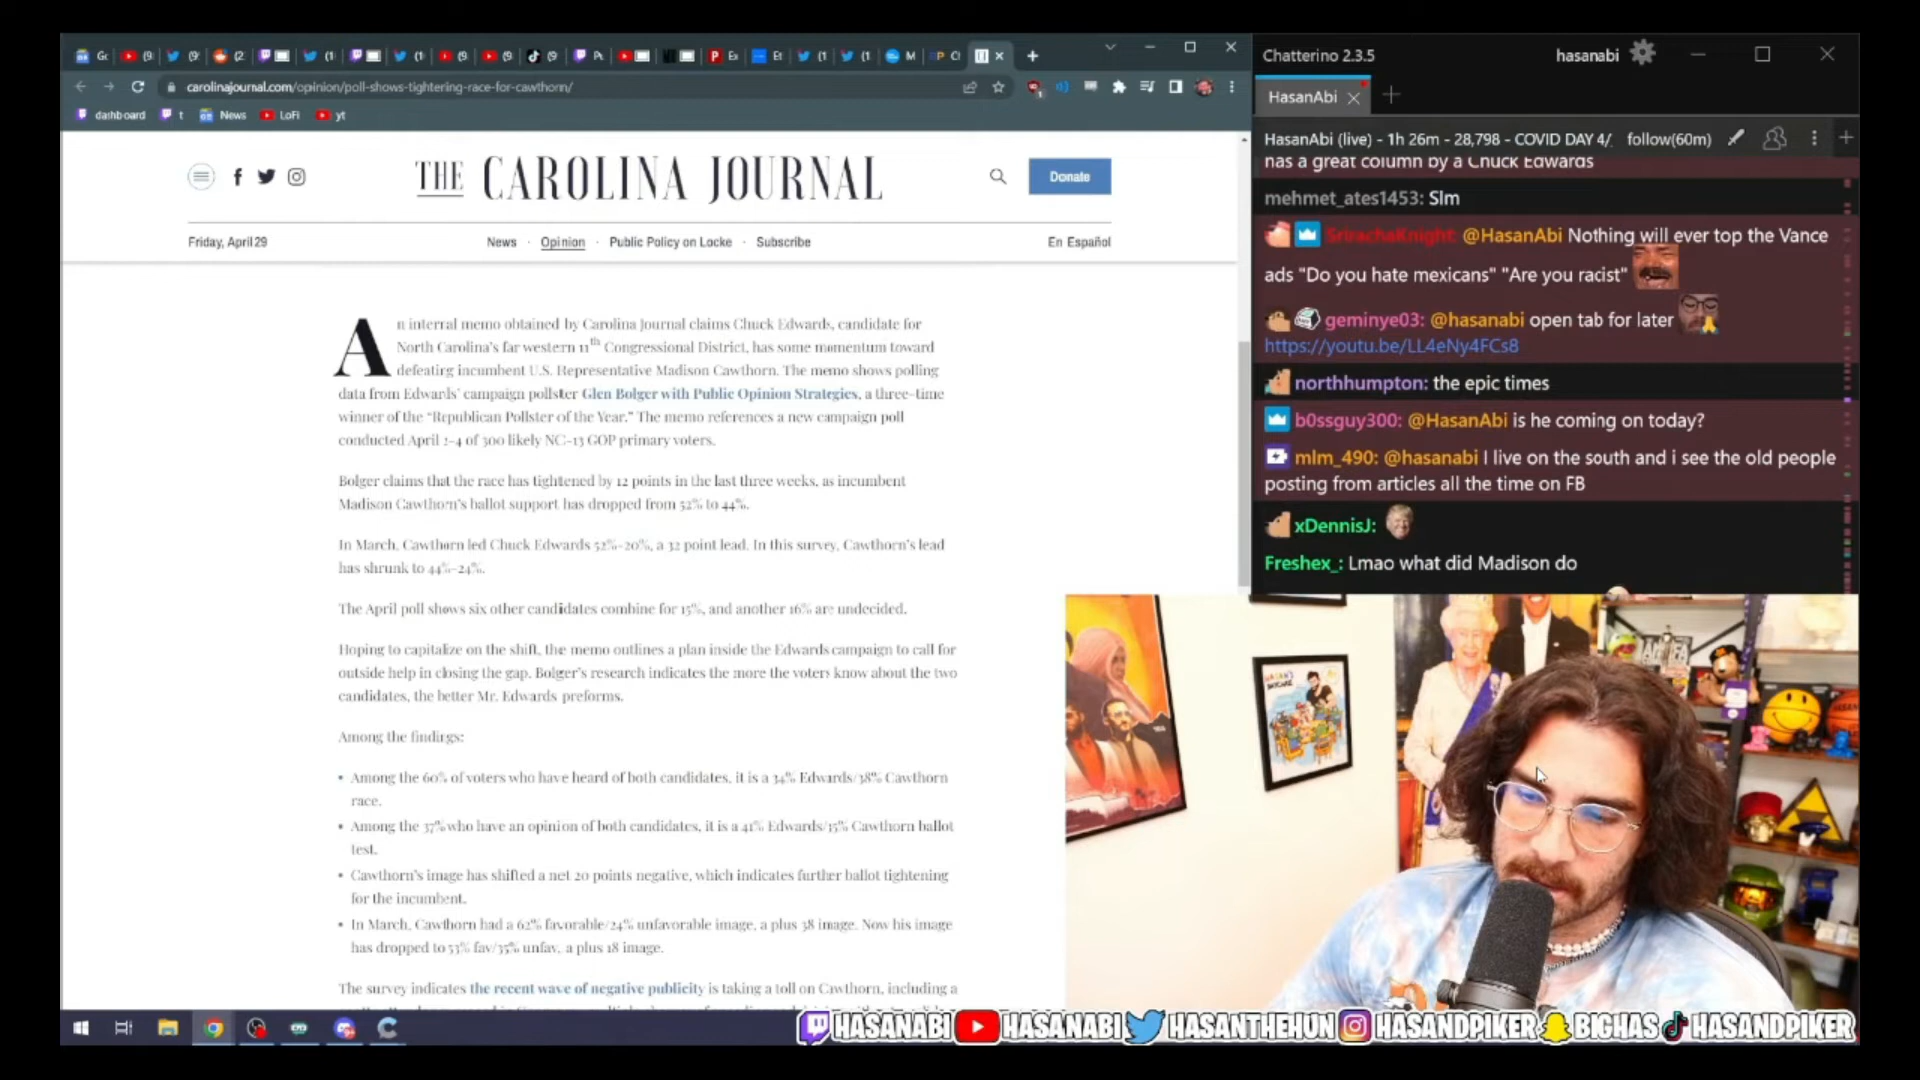 carolinajournal.com/opinion/poll-shows-tightering-race-for-cawthorn/
dashboard
t
News
LoFi
yt
THE CAROLINA JOURNAL
Donate
Friday, April 29
News · Opinion · Public Policy on Locke · Subscribe
En Español
An internal memo obtained by Carolina Journal claims Chuck Edwards, candidate for
North Carolina's far western 11th Congressional District, has some momentum toward
defeating incumbent U.S. Representative Madison Cawthorn. The memo shows polling
data from Edwards' campaign pollster Glen Bolger with Public Opinion Strategies, a three-time
winner of the "Republican Pollster of the Year." The memo references a new campaign poll
conducted April 2-4 of 300 likely NC-13 GOP primary voters.
Bolger claims that the race has tightened by 12 points in the last three weeks, as incumbent
Madison Cawthorn's ballot support has dropped from 52% to 44%.
In March, Cawthorn led Chuck Edwards 52%-20%, a 32 point lead. In this survey, Cawthorn's lead
has shrunk to 44%-24%.
The April poll shows six other candidates combine for 15%, and another 16% are undecided.
Hoping to capitalize on the shift, the memo outlines a plan inside the Edwards campaign to call for
outside help in closing the gap. Bolger's research indicates the more the voters know about the two
candidates, the better Mr. Edwards preforms.
Among the findings:
• Among the 60% of voters who have heard of both candidates, it is a 34% Edwards/38% Cawthorn
race.
• Among the 37% who have an opinion of both candidates, it is a 41% Edwards/15% Cawthorn ballot
test.
• Cawthorn's image has shifted a net 20 points negative, which indicates further ballot tightening
for the incumbent.
• In March, Cawthorn had a 62% favorable/24% unfavorable image, a plus 38 image. Now his image
has dropped to 53% fav/35% unfav, a plus 18 image.
The survey indicates the recent wave of negative publicity is taking a toll on Cawthorn, including a
Chatterino 2.3.5
hasanabi
HasanAbi
HasanAbi (live) - 1h 26m - 28,798 - COVID DAY 4/ follow(60m)
has a great column by a Chuck Edwards
mehmet_ates1453: Slm
SrirachaKnight: @HasanAbi Nothing will ever top the Vance
ads "Do you hate mexicans" "Are you racist"
geminye03: @hasanabi open tab for later
https://youtu.be/LL4eNy4FCs8
northhumpton: the epic times
b0ssguy300: @HasanAbi is he coming on today?
mlm_490: @hasanabi I live on the south and i see the old people
posting from articles all the time on FB
xDennisJ:
Freshex_: Lmao what did Madison do
HASANABI HASANABI HASANTHEHUN HASANDPIKER BIGHAS HASANDPIKER